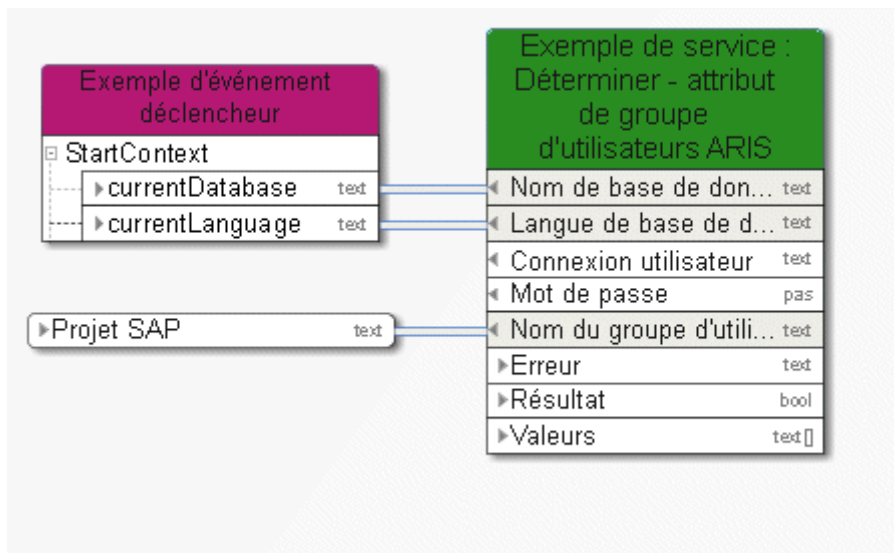 Exemple d'événement
déclencheur
StartContext
currentDatabase text
currentLanguage text
Projet SAP text
Exemple de service :
Déterminer - attribut
de groupe
d'utilisateurs ARIS
Nom de base de don... text
Langue de base de d... text
Connexion utilisateur text
Mot de passe pas
Nom du groupe d'utili... text
Erreur text
Résultat bool
Valeurs text[]